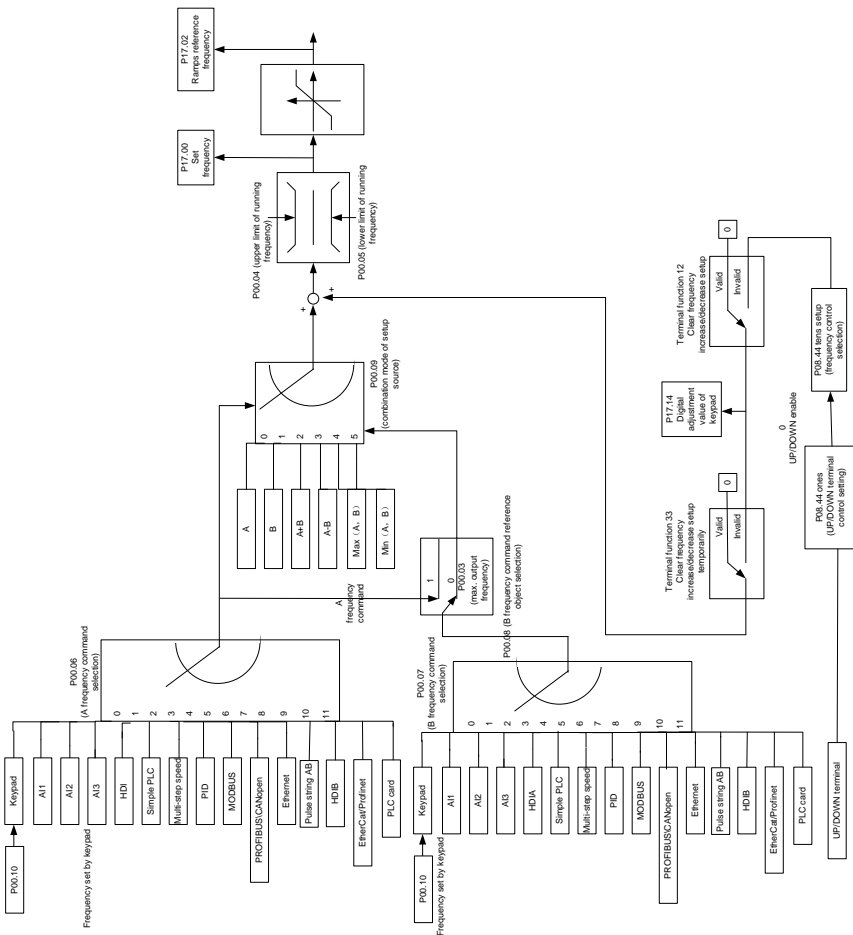 P17.02
Ramps reference
frequency
P17.00
Set
frequency
P00.04 (upper limit of running
frequency)
P00.05 (lower limit of running
frequency)
+
+
P00.09
(combination mode of setup
source)
0
1
2
3
4
5
A
B
A+B
A-B
Max（A，B）
Min（A，B）
A
frequency
command
1
0
P00.03
(max. output
frequency)
P00.08 (B frequency command reference
object selection)
P00.06
(A frequency command
selection)
0
1
2
3
4
5
6
7
8
9
10
11
Keypad
AI1
AI2
AI3
HDI
Simple PLC
Multi-step speed
PID
MODBUS
PROFIBUS\CANopen
Ethernet
Pulse string AB
HDIB
EtherCat/Profinet
PLC card
P00.10
Frequency set by keypad
P00.07
(B frequency command
selection)
0
1
2
3
4
5
6
7
8
9
10
11
Keypad
AI1
AI2
AI3
HDIA
Simple PLC
Multi-step speed
PID
MODBUS
PROFIBUS\CANopen
Ethernet
Pulse string AB
HDIB
EtherCat/Profinet
PLC card
P00.10
Frequency set by keypad
Terminal function 12
Clear frequency
increase/decrease setup
Valid
Invalid
0
P17.14
Digital
adjustment
value of
keypad
Terminal function 33
Clear frequency
increase/decrease setup
temporarily
Valid
Invalid
0
P08.44 tens setup
(frequency control
selection)
0
UP/DOWN enable
P08.44 ones
(UP/DOWN terminal
control setting)
UP/DOWN terminal